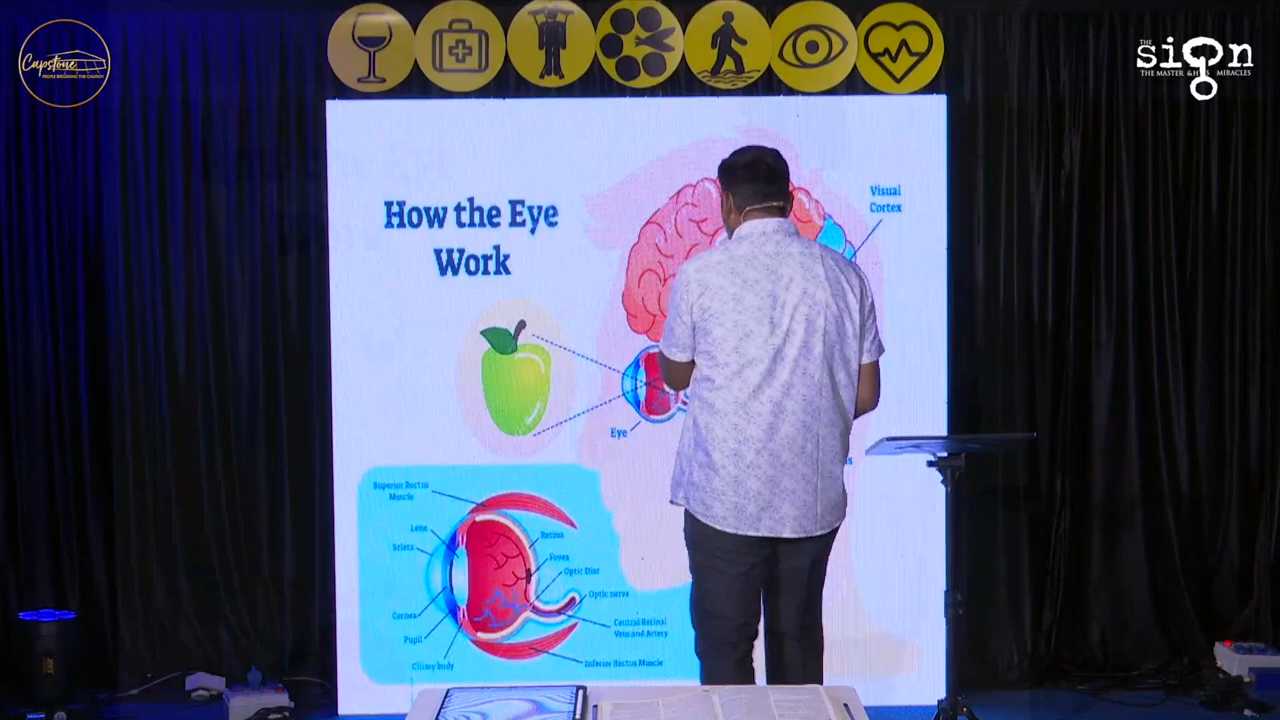 Capstone
PEOPLE BECOMING THE CHURCH
THE
sign
THE MASTER & HIS MIRACLES
How the Eye
Work
Visual
Cortex
Eye
Superior Rectus
Muscle
Lens
Sclera
Cornea
Pupil
Ciliary body
Retina
Fovea
Optic Disc
Optic nerve
Central Retinal
Vein and Artery
Inferior Rectus Muscle